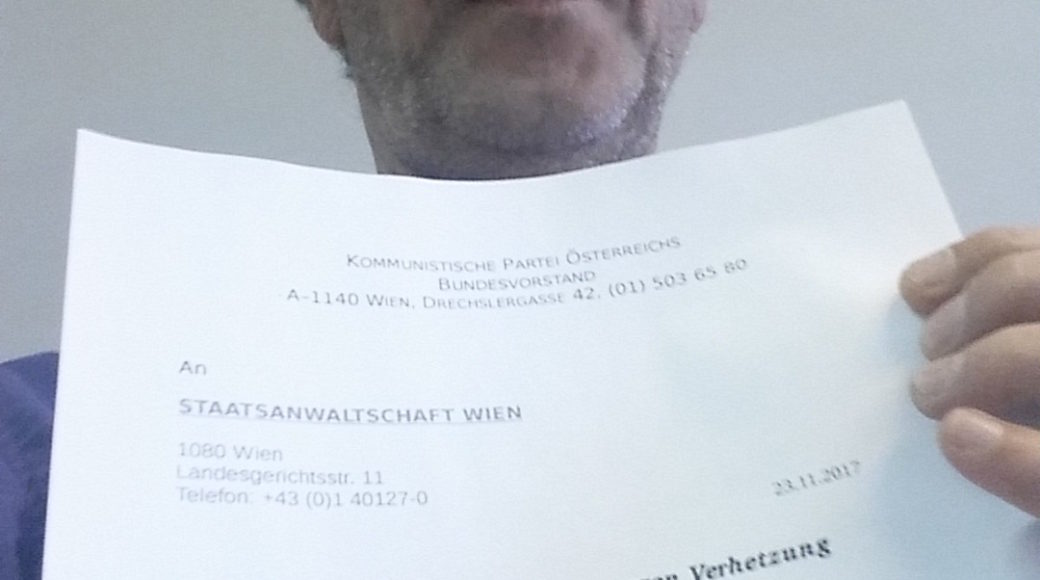 KOMMUNISTISCHE PARTEI ÖSTERREICHS
BUNDESVORSTAND
A-1140 WIEN, DRECHSLERGASSE 42, (01) 503 65 80
An
STAATSANWALTSCHAFT WIEN
1080 Wien
Landesgerichtsstr. 11
Telefon: +43 (0)1 40127-0
23.11.2017
Verhetzung